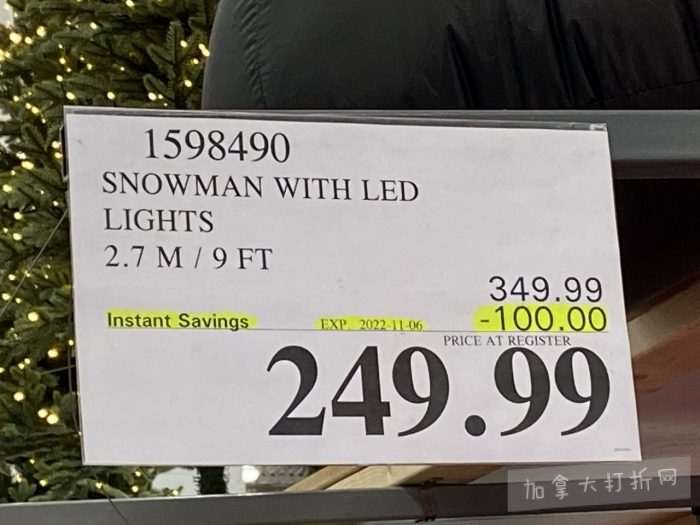 1598490
SNOWMAN WITH LED
LIGHTS
2.7 M / 9 FT
349.99
Instant Savings EXP. 2022-11-06 -100.00
PRICE AT REGISTER
249.99
加拿大打折网